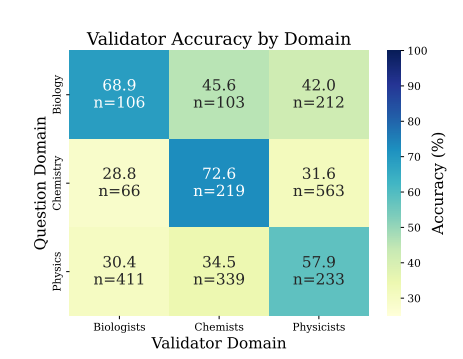 Validator Accuracy by Domain
Question Domain
Biology
68.9
n=106
45.6
n=103
42.0
n=212
Chemistry
28.8
n=66
72.6
n=219
31.6
n=563
Physics
30.4
n=411
34.5
n=339
57.9
n=233
Biologists
Chemists
Physicists
Validator Domain
100
90
80
70
60
50
40
30
Accuracy (%)